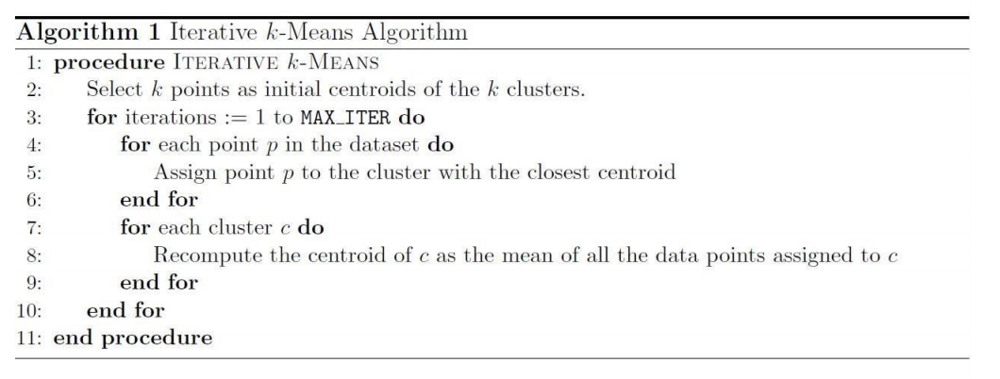 Algorithm 1 Iterative k-Means Algorithm
1: procedure ITERATIVE k-MEANS
2: Select k points as initial centroids of the k clusters.
3: for iterations := 1 to MAX_ITER do
4: for each point p in the dataset do
5: Assign point p to the cluster with the closest centroid
6: end for
7: for each cluster c do
8: Recompute the centroid of c as the mean of all the data points assigned to c
9: end for
10: end for
11: end procedure